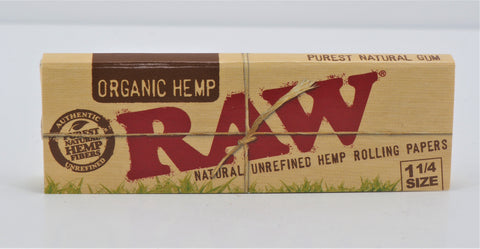 PUREST NATURAL GUM
ORGANIC HEMP
RAW®
AUTHENTIC
PUREST
NATURAL
HEMP
FIBERS
UNREFINED
NATURAL UNREFINED HEMP ROLLING PAPERS
1 1/4
SIZE